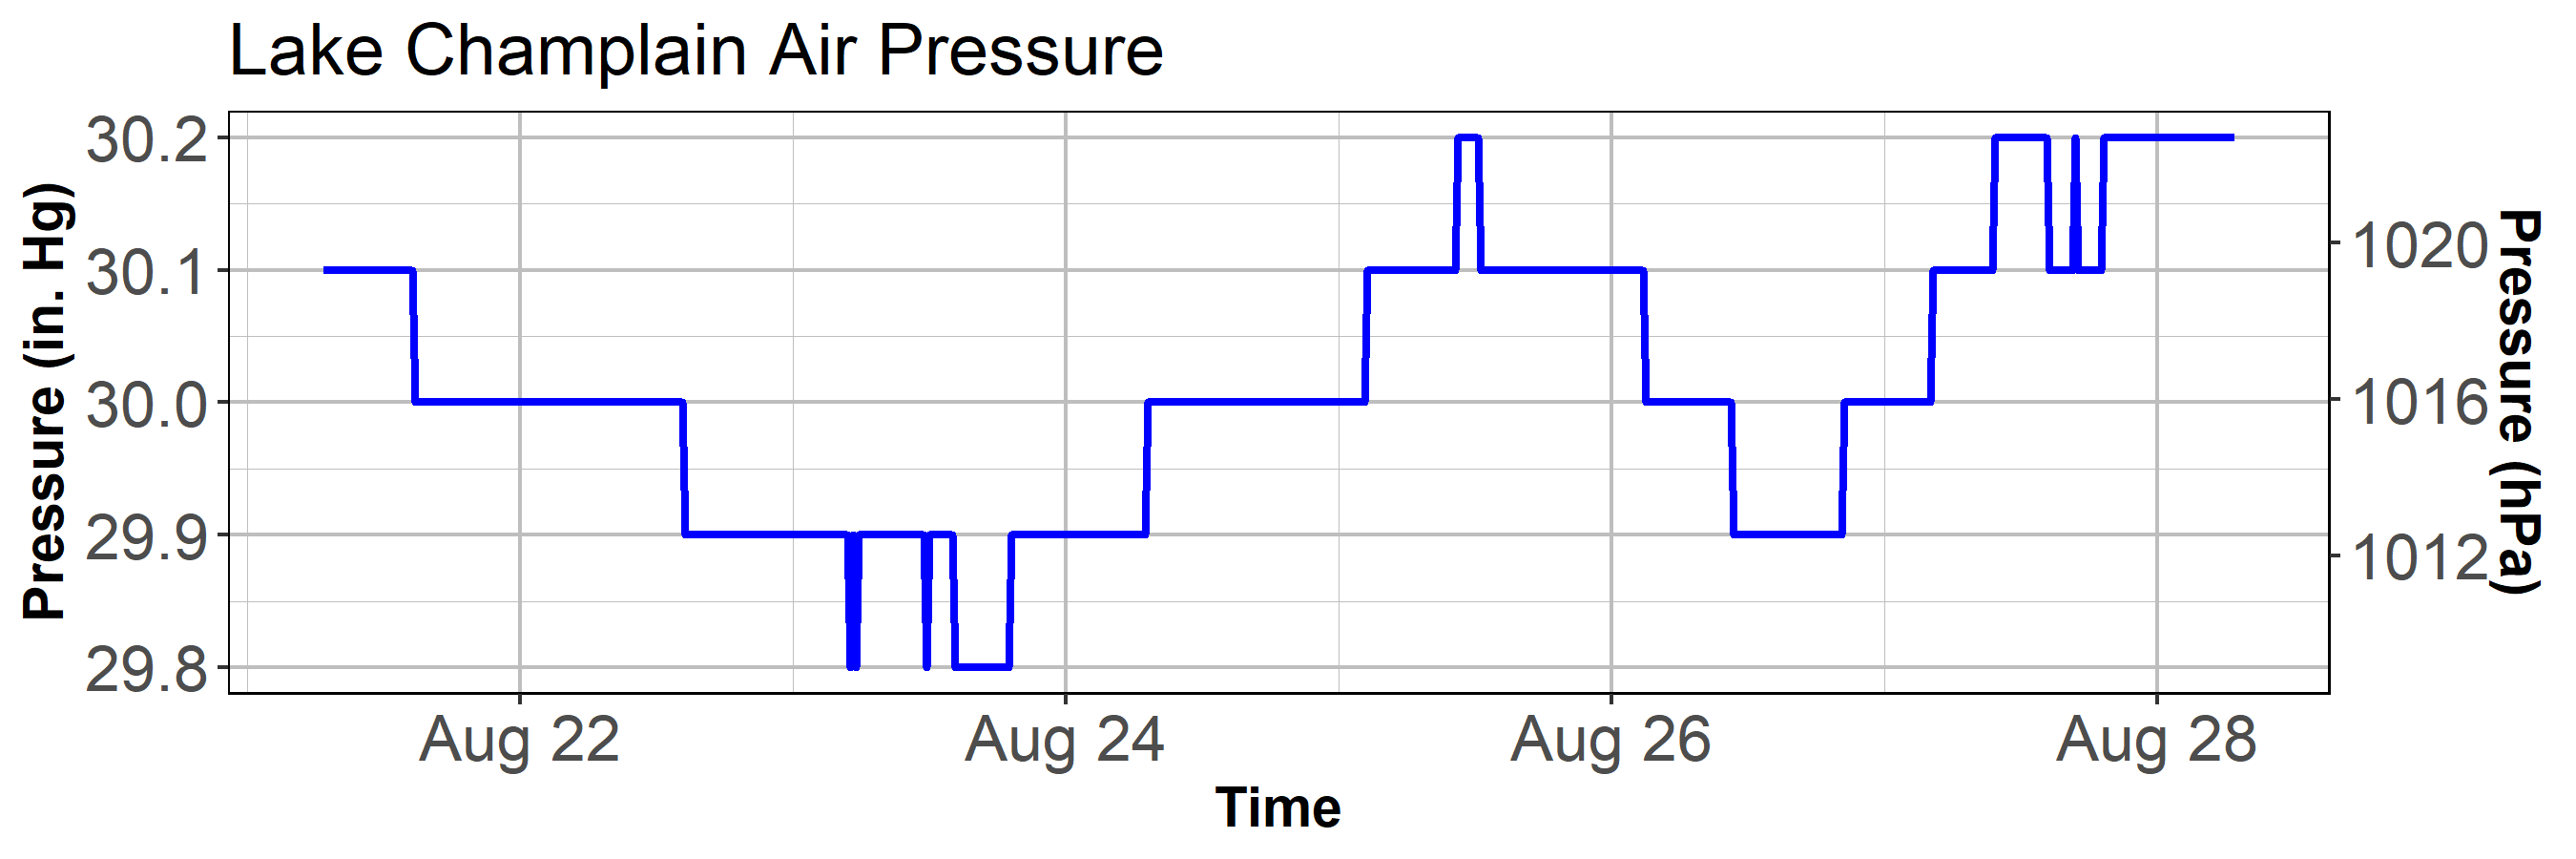 Lake Champlain Air Pressure
Pressure (in. Hg)
30.2
30.1
30.0
29.9
29.8
1020
1016
1012
Pressure (hPa)
Aug 22 Aug 24 Aug 26 Aug 28
Time